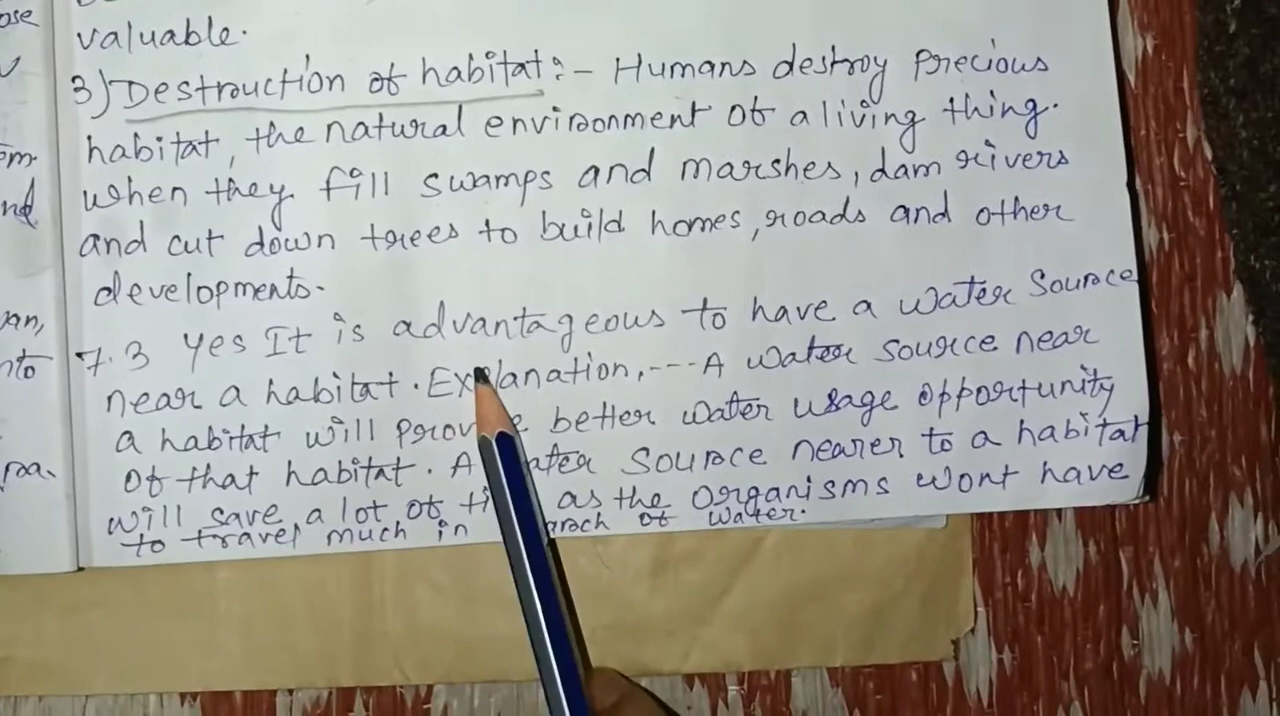 ose
valuable.
3) Destruction of habitat:- Humans destroy precious
habitat, the natural environment of a living thing.
em.
when they fill swamps and marshes, dam rivers
nd
and cut down trees to build homes, roads and other
developments.
7.3 Yes It is advantageous to have a water source
nto
near a habitat. Explanation, --- A water source near
a habitat will better water usage opportunity
of that habitat. A source nearer to a habitat
will save a lot of as the organisms wont have
to travel much in of water.